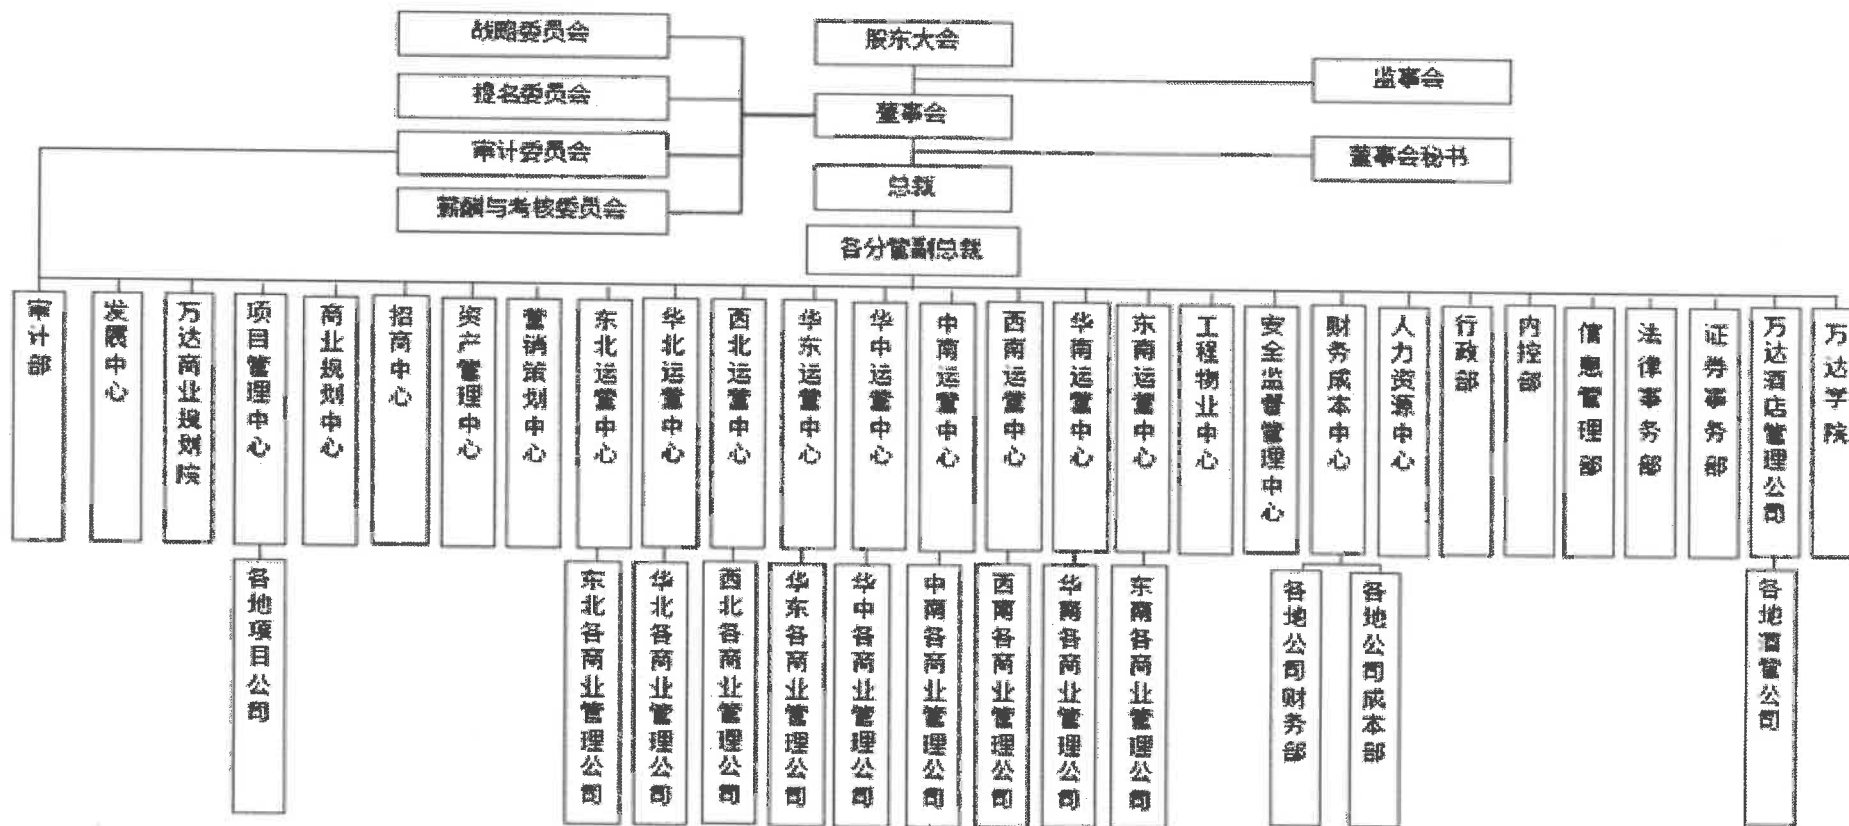 战略委员会
股东大会
监事会
提名委员会
董事会
审计委员会
董事会秘书
总裁
薪酬与考核委员会
各分管副总裁
审计部
发展中心
万达商业规划院
项目管理中心
商业规划中心
招商中心
资产管理中心
营销策划中心
东北运营中心
华北运营中心
西北运营中心
华东运营中心
华中运营中心
中南运营中心
西南运营中心
华南运营中心
东南运营中心
工程物业中心
安全监督管理中心
财务成本中心
人力资源中心
行政部
内控部
信息管理部
法律事务部
证券事务部
万达酒店管理公司
万达学院
各地项目公司
东北各商业管理公司
华北各商业管理公司
西北各商业管理公司
华东各商业管理公司
华中各商业管理公司
中南各商业管理公司
西南各商业管理公司
华南各商业管理公司
东南各商业管理公司
各地公司财务部
各地公司成本部
各地酒管公司